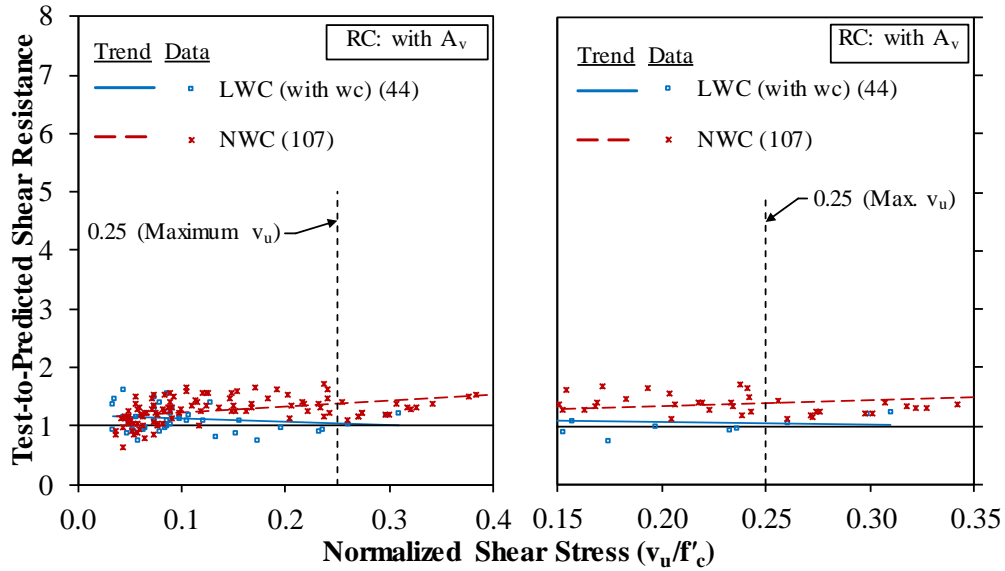 Test-to-Predicted Shear Resistance
8
7
6
5
4
3
2
1
0
0.0
0.1
0.2
0.3
0.4
RC: with Av
Trend Data
LWC (with wc) (44)
NWC (107)
0.25 (Maximum vu)
RC: with Av
Trend Data
LWC (with wc) (44)
NWC (107)
0.25 (Max. vu)
0.15
0.20
0.25
0.30
0.35
Normalized Shear Stress (vu/f′c)